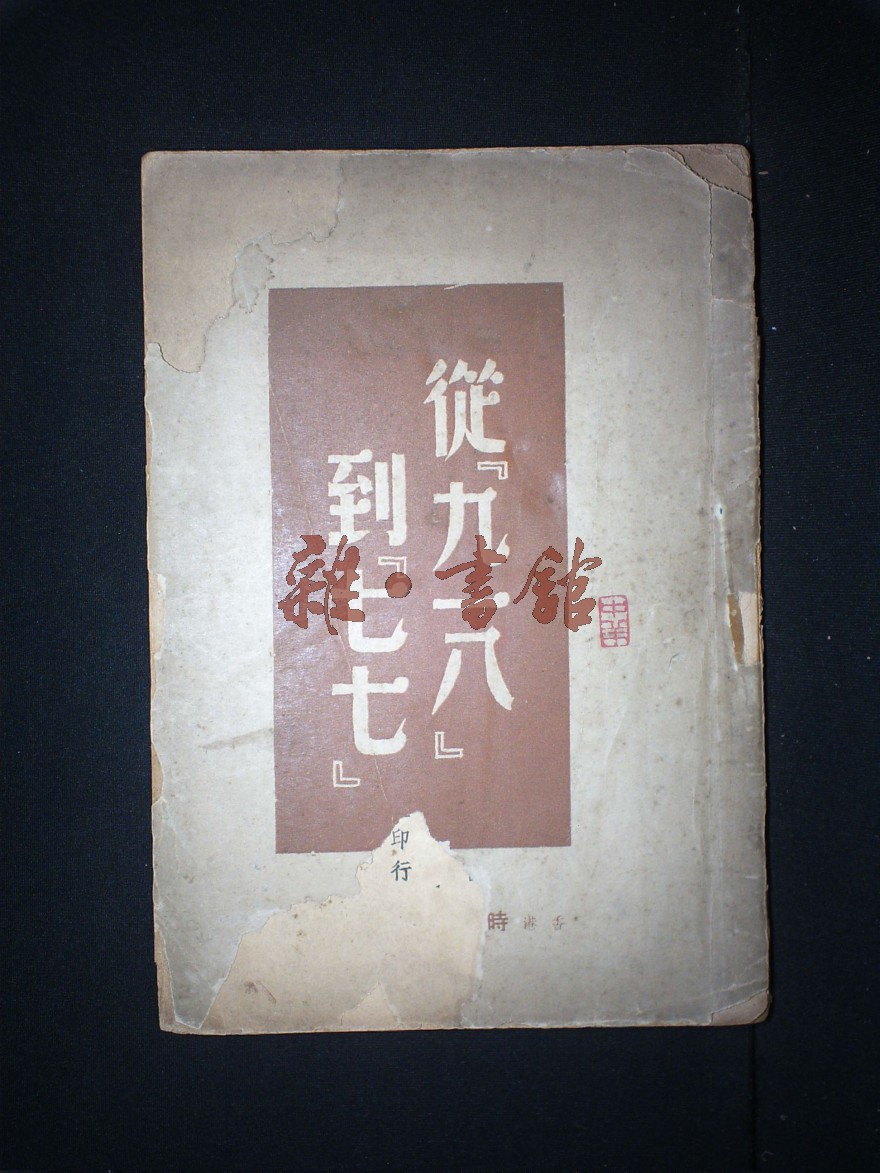 從『九一八』
到『七七』
雜·書館
印行
香港 時